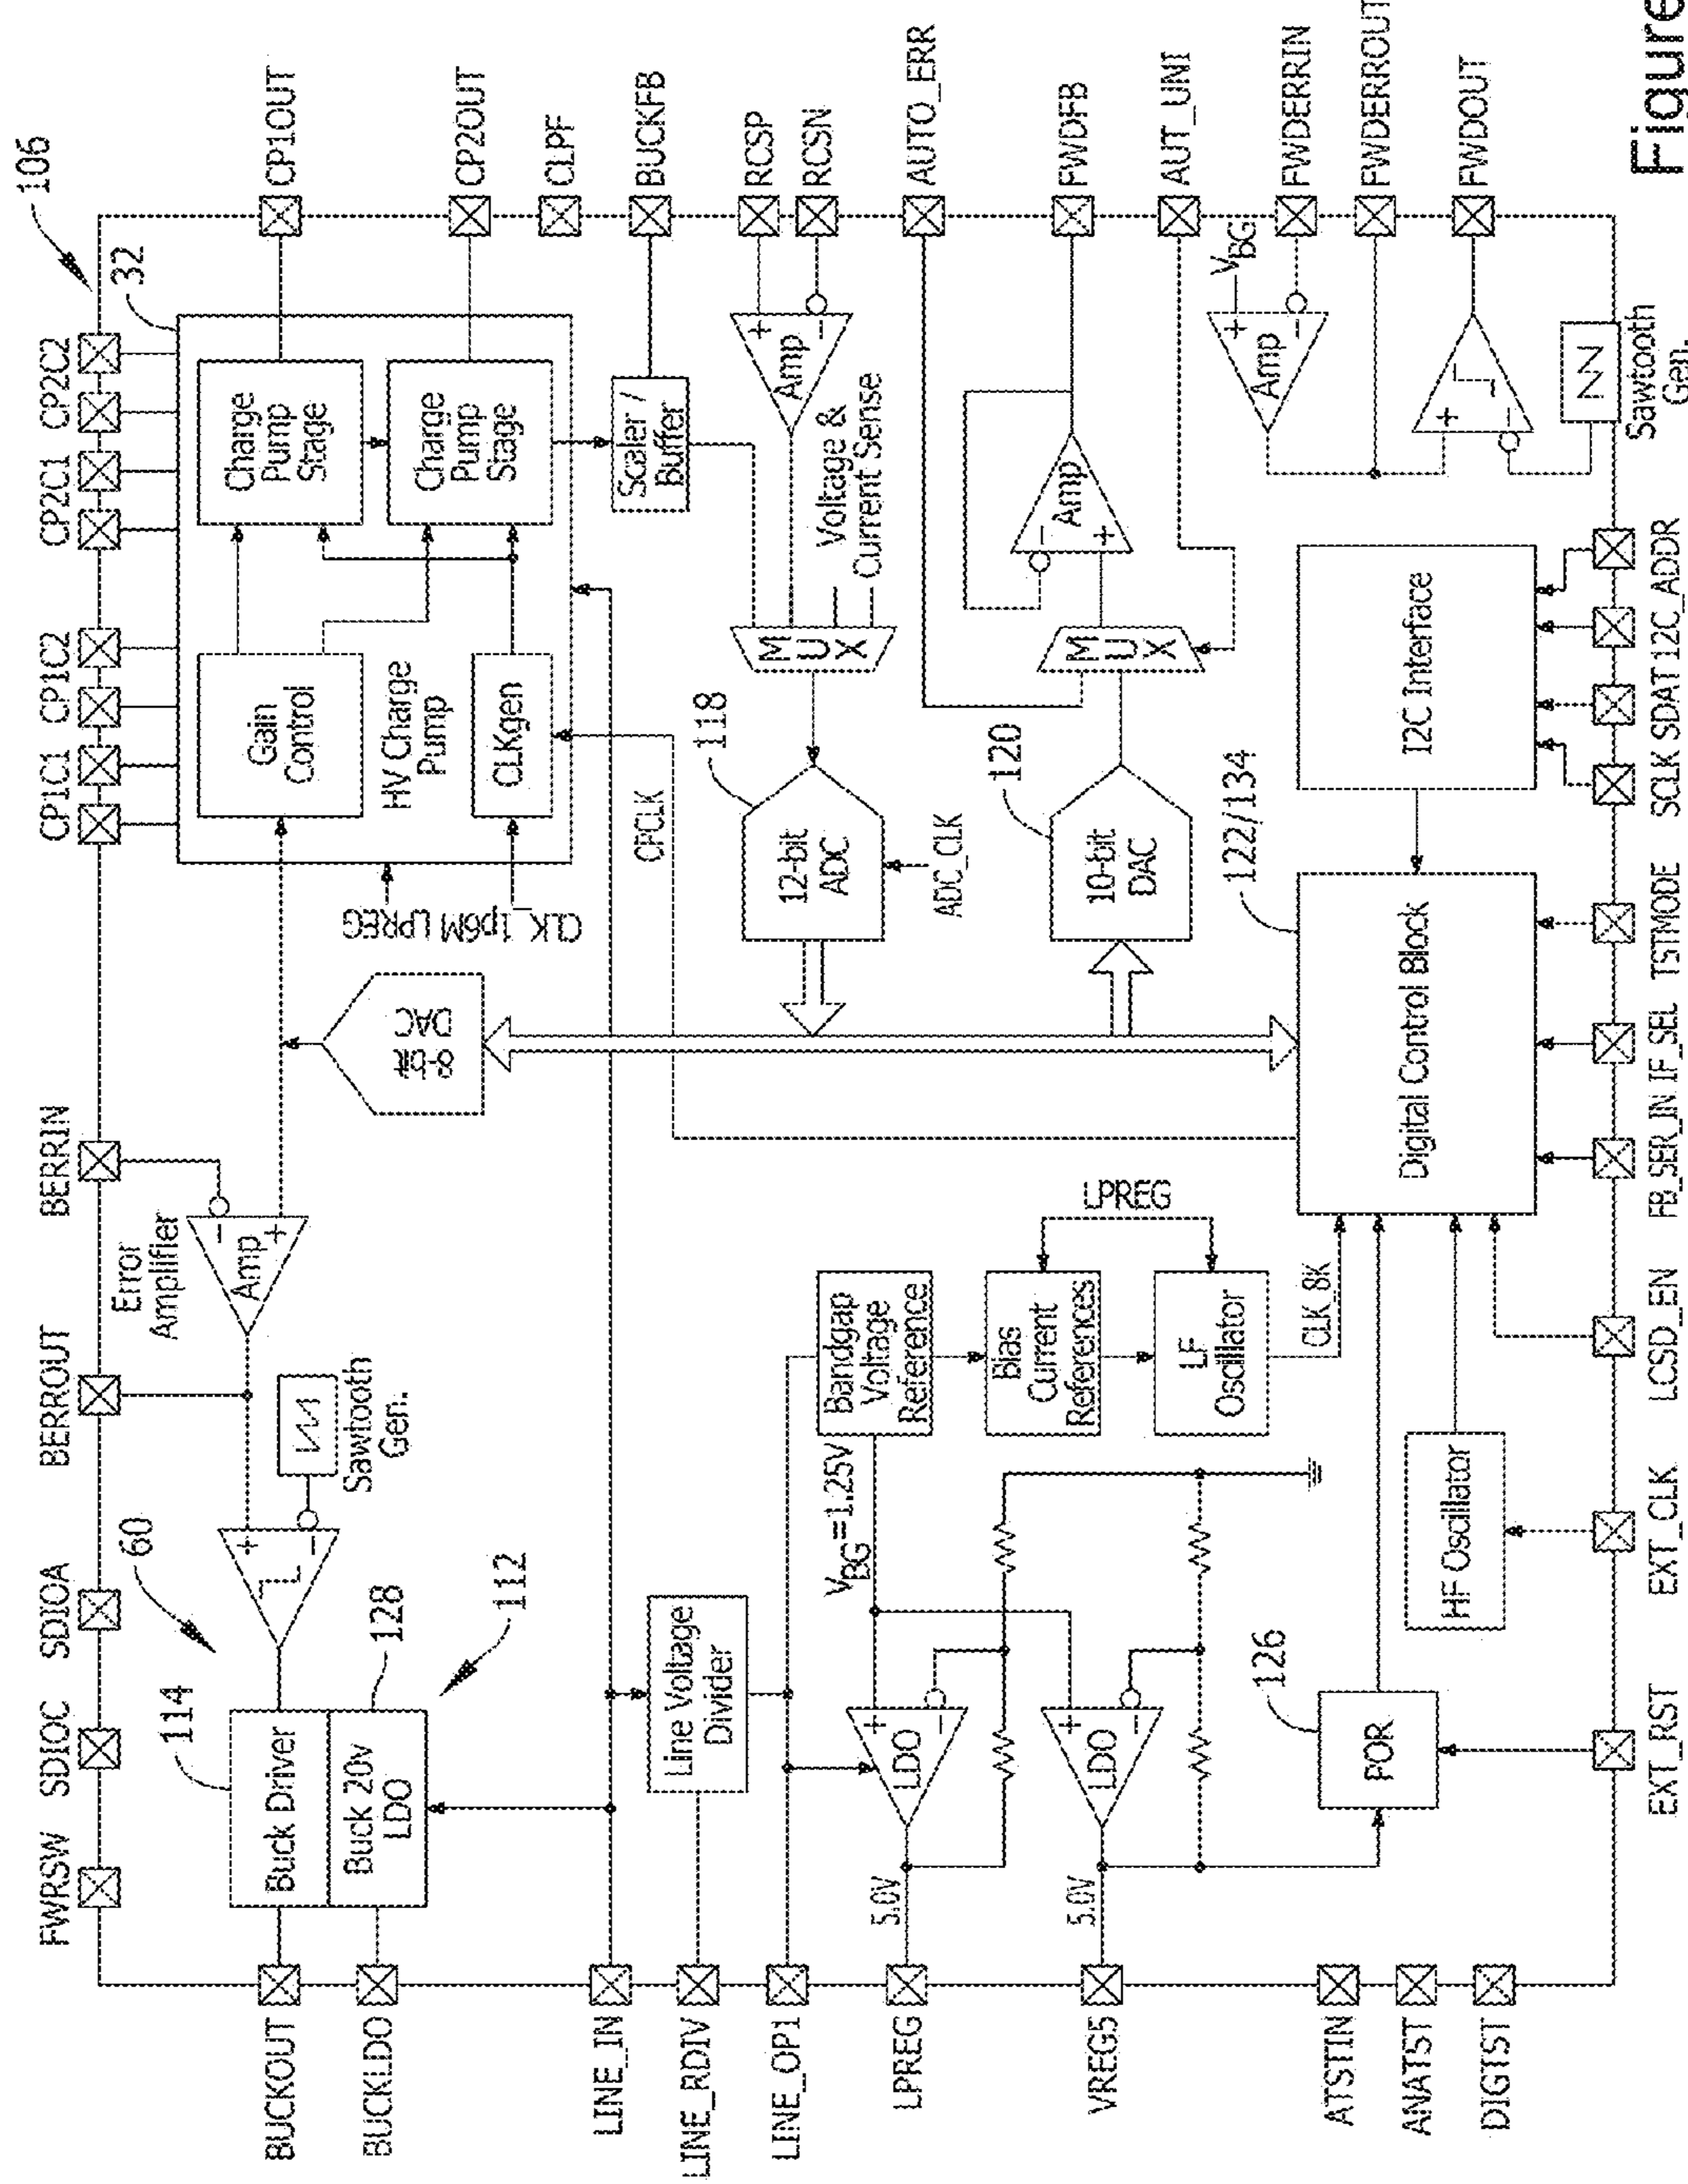 106
CP1C1
CP1C2
CP2C1
CP2C2
BERRIN
BERROUT
SDIOA
SDIOC
FWRSW
32
Charge
Pump
Stage
Charge
Pump
Stage
Gain
Control
HV Charge
Pump
CLKgen
CLK_1p6M LPREG
CPCLK
8-bit
DAC
Error
Amplifier
Amp
-
+
Sawtooth
Gen.
+
-
60
114
Buck Driver
Buck 20v
LDO
128
112
CP1OUT
CP2OUT
CLPF
BUCKFB
RCSP
RCSN
AUTO_ERR
FWDFB
AUT_UNI
FWDERRIN
FWDERROUT
FWDOUT
Scaler /
Buffer
Amp
+
-
Voltage &
Current Sense
MUX
118
12-bit
ADC
ADC_CLK
Amp
-
+
MUX
120
10-bit
DAC
VBG
Amp
+
-
+
-
Sawtooth
Gen.
I2C Interface
122/134
Digital Control Block
LPREG
Bandgap
Voltage
Reference
Bias
Current
References
LF
Oscillator
CLK_8K
VBG=1.25V
Line Voltage
Divider
LDO
+
-
5.0V
LDO
+
-
5.0V
126
POR
HF Oscillator
BUCKOUT
BUCKLDO
LINE_IN
LINE_RDIV
LINE_OP1
LPREG
VREG5
ATSTIN
ANATST
DIGTST
EXT_RST
EXT_CLK
LCSD_EN
FB_SER_IN
IF_SEL
TSTMODE
SCLK
SDAT
12C_ADDR
Figure